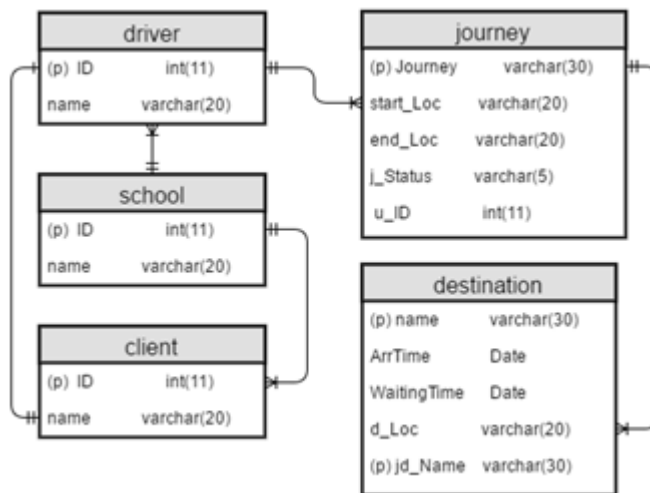 driver
(p) ID int(11)
name varchar(20)
school
(p) ID int(11)
name varchar(20)
client
(p) ID int(11)
name varchar(20)
journey
(p) Journey varchar(30)
start_Loc varchar(20)
end_Loc varchar(20)
j_Status varchar(5)
u_ID int(11)
destination
(p) name varchar(30)
ArrTime Date
WaitingTime Date
d_Loc varchar(20)
(p) jd_Name varchar(30)